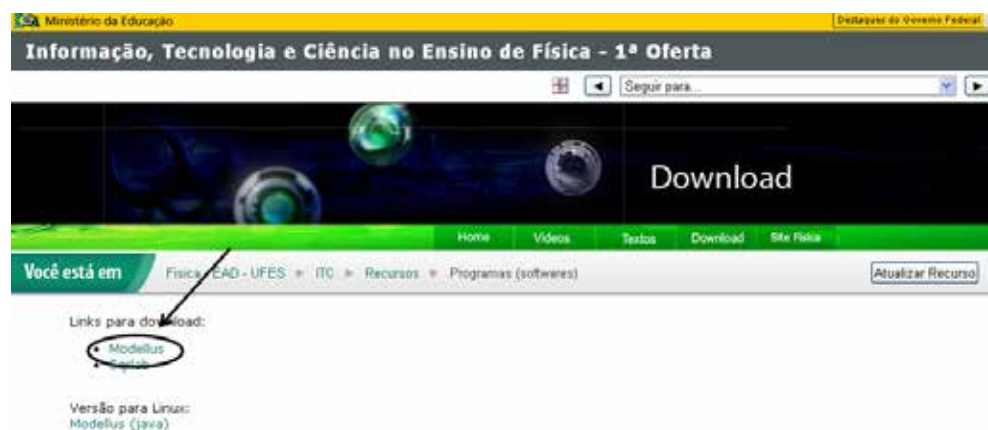 Ministério da Educação
Destaques do Governo Federal
Informação, Tecnologia e Ciência no Ensino de Física - 1ª Oferta
Seguir para...
Download
Home Vídeos Textos Download Site Física
Você está em Física EAD - UFES ITC Recursos Programas (softwares) Atualizar Recurso
Links para download:
• Modellus
Versão para Linux:
Modellus (java)